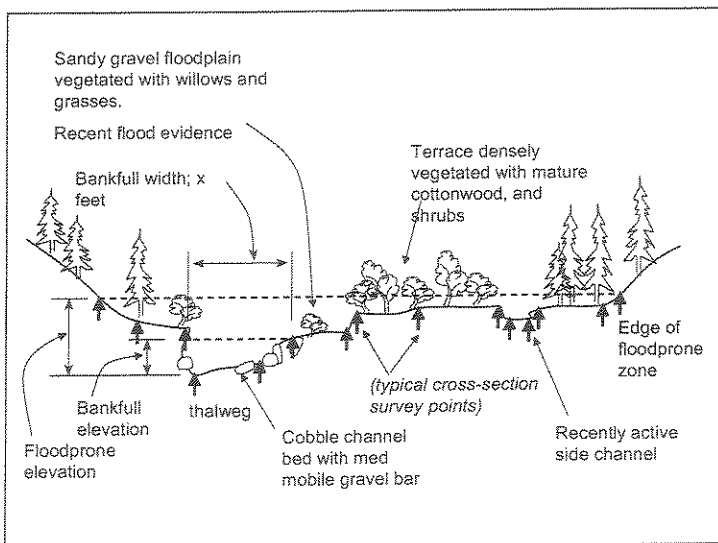 Sandy gravel floodplain
vegetated with willows and
grasses.
Recent flood evidence
Bankfull width; x
feet
Terrace densely
vegetated with mature
cottonwood, and
shrubs
Edge of
floodprone
zone
(typical cross-section
survey points)
Bankfull
elevation
thalweg
Floodprone
elevation
Cobble channel
bed with med
mobile gravel bar
Recently active
side channel